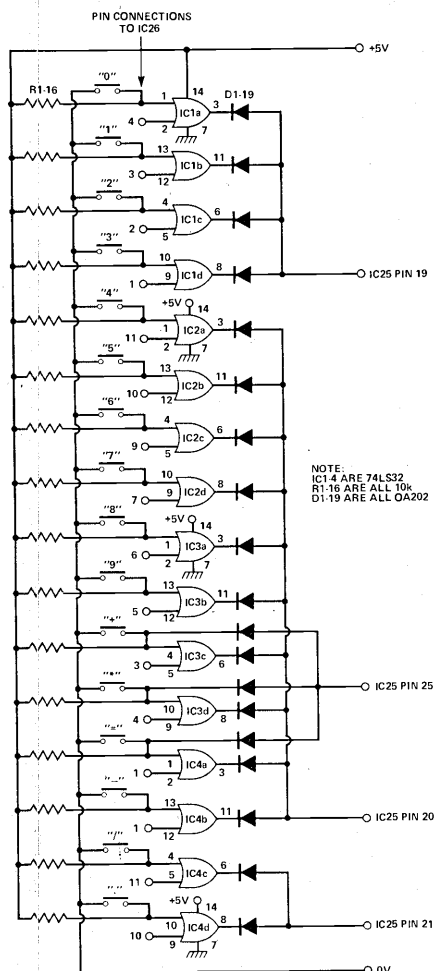 PIN CONNECTIONS
TO IC26
+5V
R1-16
"0"
1
14
3
D1-19
IC1a
4
2
7
"1"
13
11
IC1b
3
12
"2"
4
6
IC1c
2
5
"3"
10
8
IC1d
1
9
IC25 PIN 19
"4"
+5V
14
1
3
IC2a
11
2
7
"5"
13
11
IC2b
10
12
"6"
4
6
IC2c
9
5
"7"
10
8
IC2d
7
9
NOTE:
IC1-4 ARE 74LS32
R1-16 ARE ALL 10k
D1-19 ARE ALL OA202
"8"
+5V
14
1
3
IC3a
6
2
7
"9"
13
11
IC3b
5
12
"+"
4
6
IC3c
3
5
"*"
10
8
IC3d
4
9
IC25 PIN 25
"="
1
3
IC4a
1
2
"_"
13
11
IC4b
1
12
IC25 PIN 20
"/"
4
6
IC4c
11
5
"."
+5V
14
10
8
IC4d
10
9
7
IC25 PIN 21
0V